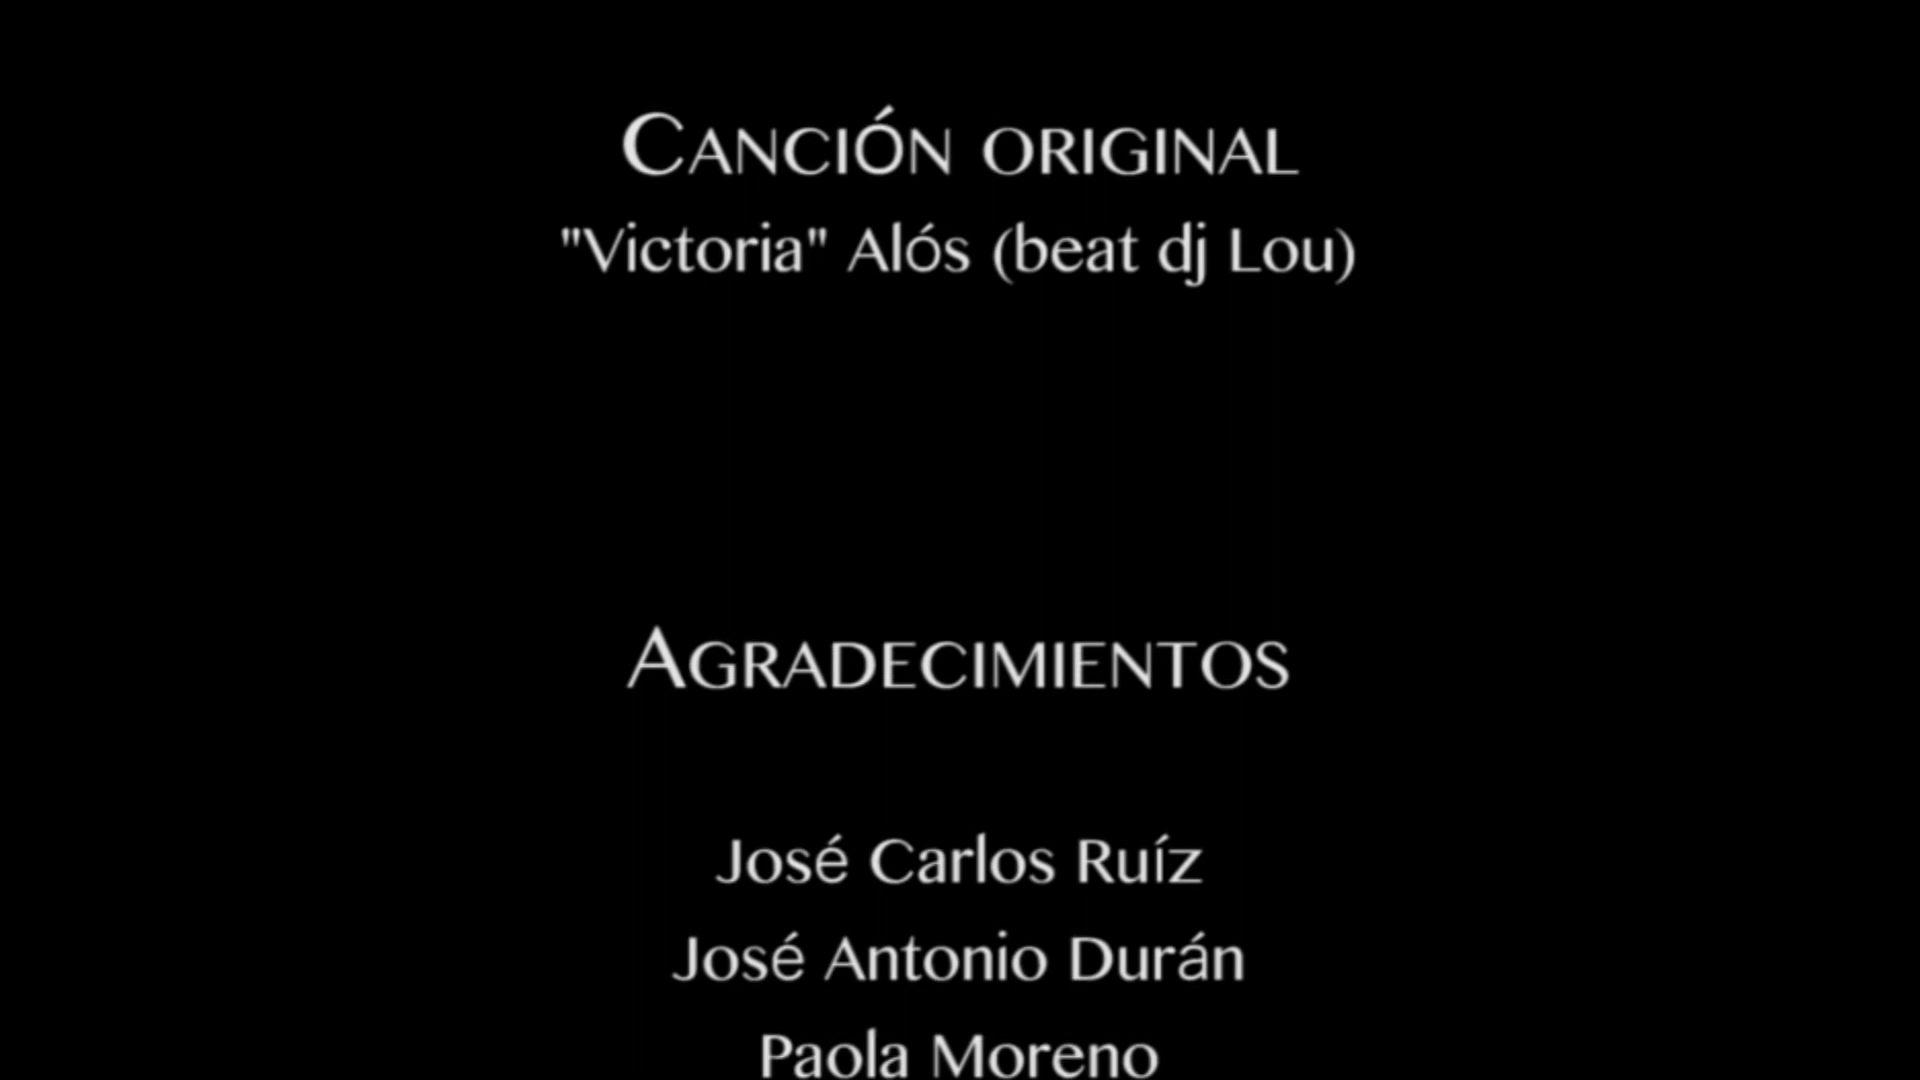 Canción original
"Victoria" Alós (beat dj Lou)
Agradecimientos
José Carlos Ruíz
José Antonio Durán
Paola Moreno